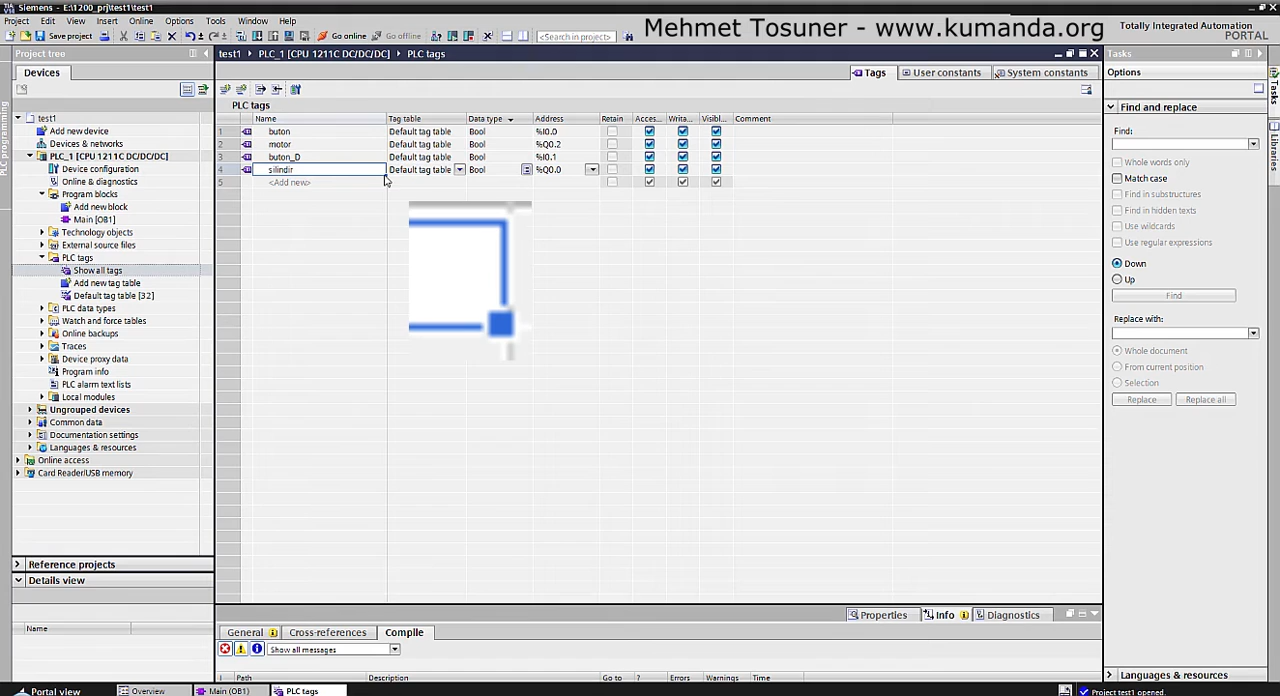 Siemens - E:\1200_prj\test1\test1
Mehmet Tosuner - www.kumanda.org
Project Edit View Insert Online Options Tools Window Help
Save project
Go online
Go offline
<Search in project>
Totally Integrated Automation
PORTAL
Project tree
test1 PLC_1 [CPU 1211C DC/DC/DC] PLC tags
Tasks
Devices
Tags User constants System constants
Options
PLC tags
Name Tag table Data type Address Retain Acces... Writa... Visibl... Comment
1 buton Default tag table Bool %I0.0
2 motor Default tag table Bool %Q0.2
3 buton_D Default tag table Bool %I0.1
4 silindir Default tag table Bool %Q0.0
5 <Add new>
test1
Add new device
Devices & networks
PLC_1 [CPU 1211C DC/DC/DC]
Device configuration
Online & diagnostics
Program blocks
Add new block
Main [OB1]
Technology objects
External source files
PLC tags
Show all tags
Add new tag table
Default tag table [32]
PLC data types
Watch and force tables
Online backups
Traces
Device proxy data
Program info
PLC alarm text lists
Local modules
Ungrouped devices
Common data
Documentation settings
Languages & resources
Online access
Card Reader/USB memory
Reference projects
Details view
Name
PLC programming
Find and replace
Find:
Whole words only
Match case
Find in substructures
Find in hidden texts
Use wildcards
Use regular expressions
Down
Up
Find
Replace with:
Whole document
From current position
Selection
Replace Replace all
Languages & resources
Tasks
Libraries
Properties Info Diagnostics
General Cross-references Compile
Show all messages
Path Description Go to ? Errors Warnings Time
Portal view Overview Main (OB1) PLC tags
Project test1 opened.